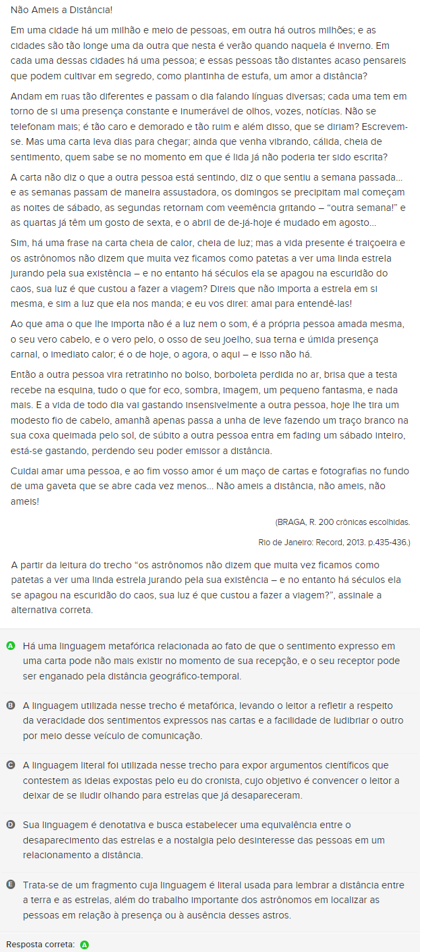 Não Ameis a Distância!
Em uma cidade há um milhão e meio de pessoas, em outra há outros milhões; e as
cidades são tão longe uma da outra que nesta é verão quando naquela é inverno. Em
cada uma dessas cidades há uma pessoa; e essas pessoas tão distantes acaso pensareis
que podem cultivar em segredo, como plantinha de estufa, um amor a distância?
Andam em ruas tão diferentes e passam o dia falando línguas diversas; cada uma tem em
torno de si uma presença constante e inumerável de olhos, vozes, notícias. Não se
telefonam mais; é tão caro e demorado e tão ruim e além disso, que se diriam? Escrevem-
se. Mas uma carta leva dias para chegar; ainda que venha vibrando, cálida, cheia de
sentimento, quem sabe se no momento em que é lida já não poderia ter sido escrita?
A carta não diz o que a outra pessoa está sentindo, diz o que sentiu a semana passada...
e as semanas passam de maneira assustadora, os domingos se precipitam mal começam
as noites de sábado, as segundas retornam com veemência gritando – “outra semana!” e
as quartas já têm um gosto de sexta, e o abril de de-já-hoje é mudado em agosto...
Sim, há uma frase na carta cheia de calor, cheia de luz; mas a vida presente é traiçoeira e
os astrônomos não dizem que muita vez ficamos como patetas a ver uma linda estrela
jurando pela sua existência – e no entanto há séculos ela se apagou na escuridão do
caos, sua luz é que custou a fazer a viagem? Direis que não importa a estrela em si
mesma, e sim a luz que ela nos manda; e eu vos direi: amai para entendê-las!
Ao que ama o que lhe importa não é a luz nem o som, é a própria pessoa amada mesma,
o seu vero cabelo, e o vero pelo, o osso de seu joelho, sua terna e úmida presença
carnal, o imediato calor; é o de hoje, o agora, o aqui – e isso não há.
Então a outra pessoa vira retratinho no bolso, borboleta perdida no ar, brisa que a testa
recebe na esquina, tudo o que for eco, sombra, imagem, um pequeno fantasma, e nada
mais. E a vida de todo dia vai gastando insensivelmente a outra pessoa, hoje lhe tira um
modesto fio de cabelo, amanhã apenas passa a unha de leve fazendo um traço branco na
sua coxa queimada pelo sol, de súbito a outra pessoa entra em fading um sábado inteiro,
está-se gastando, perdendo seu poder emissor a distância.
Cuidai amar uma pessoa, e ao fim vosso amor é um maço de cartas e fotografias no fundo
de uma gaveta que se abre cada vez menos... Não ameis a distância, não ameis, não
ameis!
(BRAGA, R. 200 crônicas escolhidas.
Rio de Janeiro: Record, 2013. p.435-436.)
A partir da leitura do trecho “os astrônomos não dizem que muita vez ficamos como
patetas a ver uma linda estrela jurando pela sua existência – e no entanto há séculos ela
se apagou na escuridão do caos, sua luz é que custou a fazer a viagem?”, assinale a
alternativa correta.
A Há uma linguagem metafórica relacionada ao fato de que o sentimento expresso em
uma carta pode não mais existir no momento de sua recepção, e o seu receptor pode
ser enganado pela distância geográfico-temporal.
B A linguagem utilizada nesse trecho é metafórica, levando o leitor a refletir a respeito
da veracidade dos sentimentos expressos nas cartas e a facilidade de ludibriar o outro
por meio desse veículo de comunicação.
C A linguagem literal foi utilizada nesse trecho para expor argumentos científicos que
contestem as ideias expostas pelo eu do cronista, cujo objetivo é convencer o leitor a
deixar de se iludir olhando para estrelas que já desapareceram.
D Sua linguagem é denotativa e busca estabelecer uma equivalência entre o
desaparecimento das estrelas e a nostalgia pelo desinteresse das pessoas em um
relacionamento a distância.
E Trata-se de um fragmento cuja linguagem é literal usada para lembrar a distância entre
a terra e as estrelas, além do trabalho importante dos astrônomos em localizar as
pessoas em relação à presença ou à ausência desses astros.
Resposta correta: A